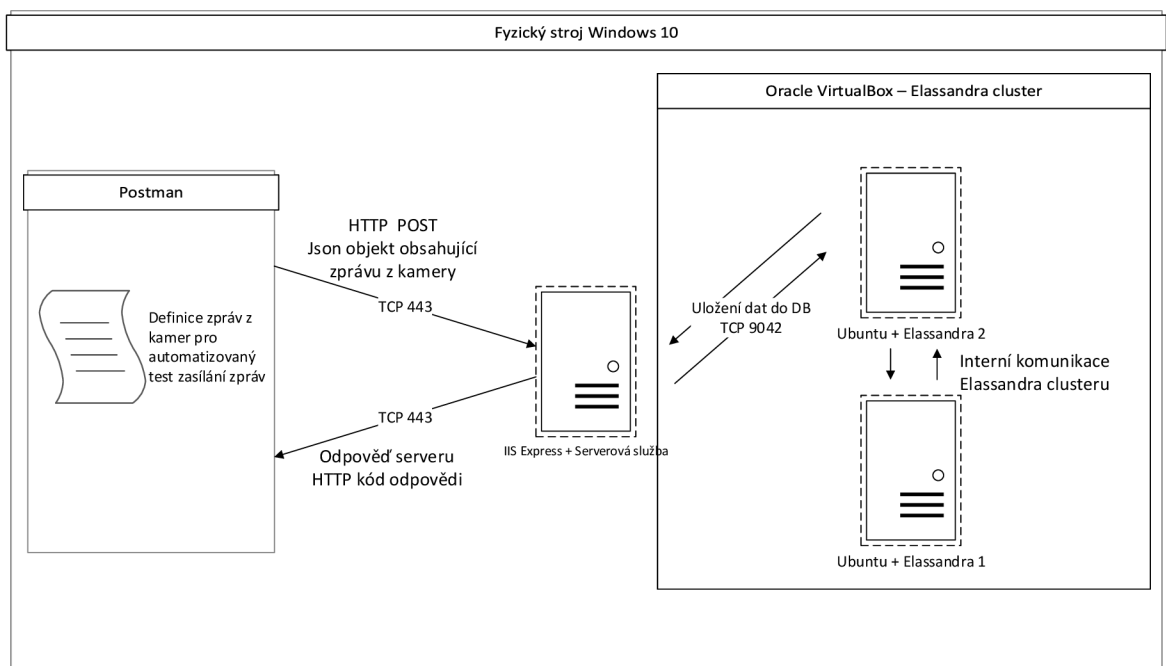 Fyzický stroj Windows 10
Oracle VirtualBox – Elassandra cluster
Postman
HTTP POST
Json objekt obsahující
zprávu z kamery
TCP 443
Definice zpráv z
kamer pro
automatizovaný
test zasílání zpráv
TCP 443
Odpověď serveru
HTTP kód odpovědi
IIS Express + Serverová služba
Uložení dat do DB
TCP 9042
Ubuntu + Elassandra 2
Interní komunikace
Elassandra clusteru
Ubuntu + Elassandra 1